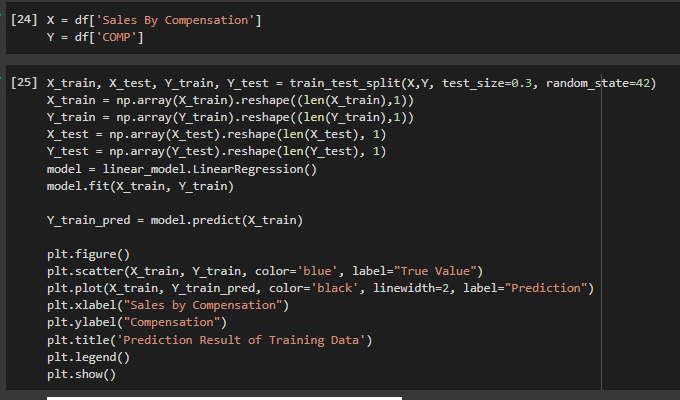 [24] X = df['Sales By Compensation']
Y = df['COMP']
[25] X_train, X_test, Y_train, Y_test = train_test_split(X,Y, test_size=0.3, random_state=42)
X_train = np.array(X_train).reshape((len(X_train),1))
Y_train = np.array(Y_train).reshape((len(Y_train),1))
X_test = np.array(X_test).reshape(len(X_test), 1)
Y_test = np.array(Y_test).reshape(len(Y_test), 1)
model = linear_model.LinearRegression()
model.fit(X_train, Y_train)
Y_train_pred = model.predict(X_train)
plt.figure()
plt.scatter(X_train, Y_train, color='blue', label="True Value")
plt.plot(X_train, Y_train_pred, color='black', linewidth=2, label="Prediction")
plt.xlabel("Sales by Compensation")
plt.ylabel("Compensation")
plt.title('Prediction Result of Training Data')
plt.legend()
plt.show()